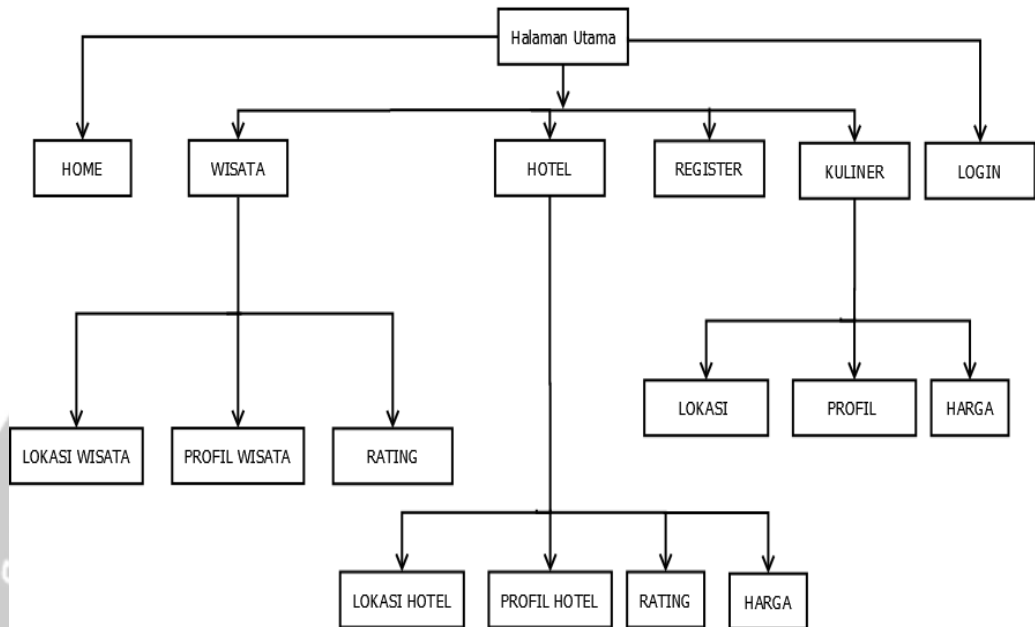 Halaman Utama
HOME
WISATA
HOTEL
REGISTER
KULINER
LOGIN
LOKASI
PROFIL
HARGA
LOKASI WISATA
PROFIL WISATA
RATING
LOKASI HOTEL
PROFIL HOTEL
RATING
HARGA